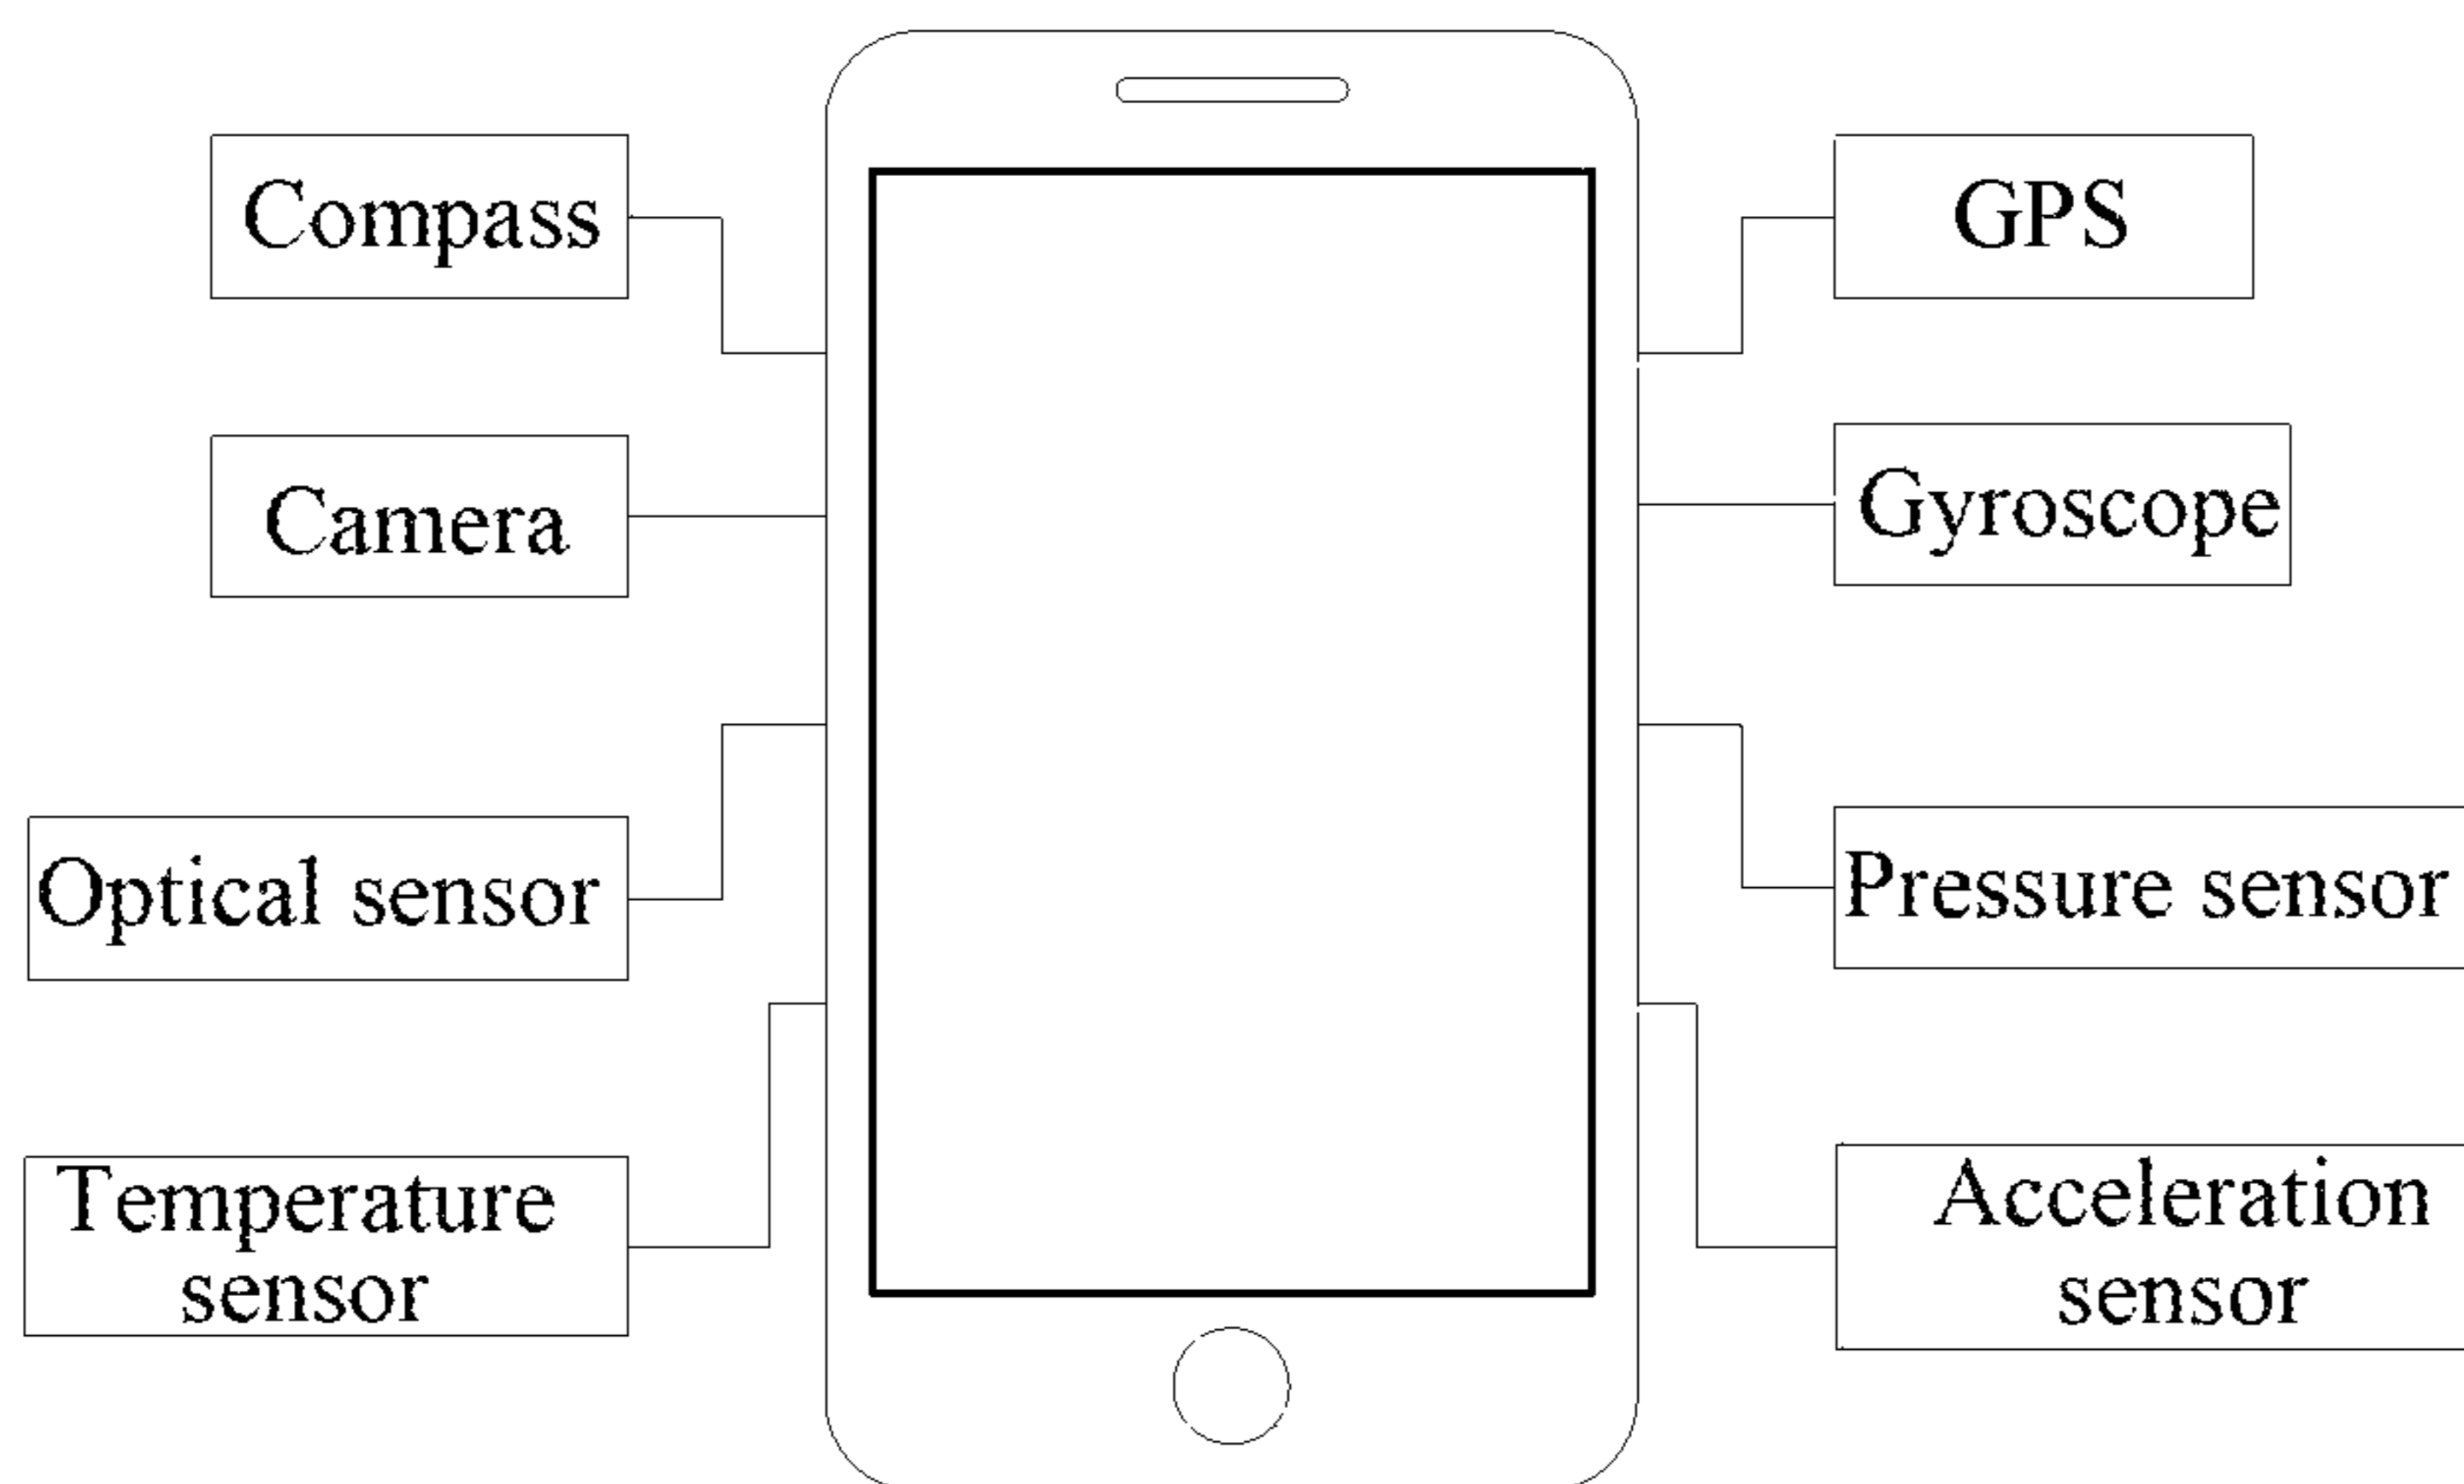 Compass
GPS
Camera
Gyroscope
Optical sensor
Pressure sensor
Temperature
sensor
Acceleration
sensor